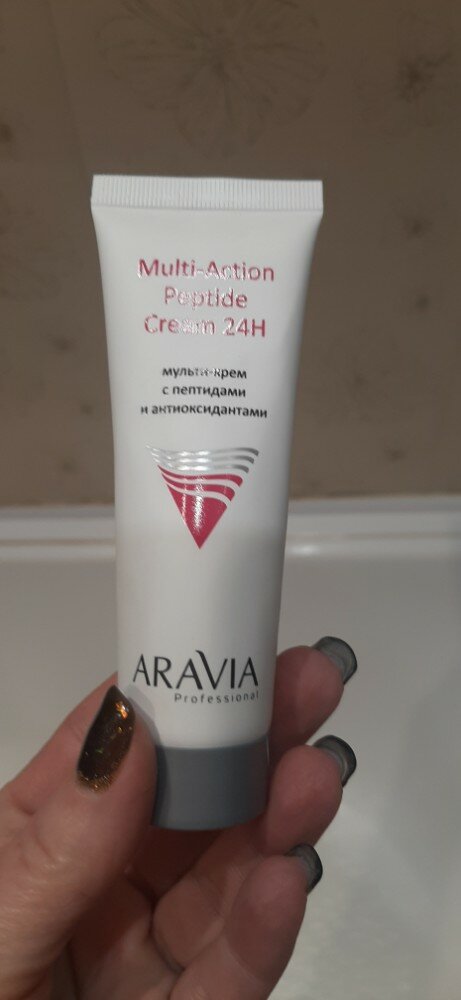 Multi-Action
Peptide
Cream 24H
мульти-крем
с пептидами
и антиоксидантами
ARAVIA
Professional